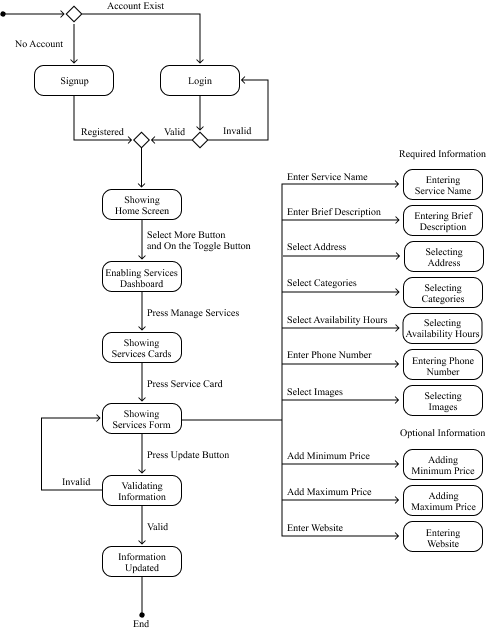 Account Exist
No Account
Signup
Login
Registered
Valid
Invalid
Showing
Home Screen
Select More Button
and On the Toggle Button
Enabling Services
Dashboard
Press Manage Services
Showing
Services Cards
Press Service Card
Showing
Services Form
Press Update Button
Invalid
Validating
Information
Valid
Information
Updated
End
Required Information
Enter Service Name
Entering
Service Name
Enter Brief Description
Entering Brief
Description
Select Address
Selecting
Address
Select Categories
Selecting
Categories
Select Availability Hours
Selecting
Availability Hours
Enter Phone Number
Entering Phone
Number
Select Images
Selecting
Images
Optional Information
Add Minimum Price
Adding
Minimum Price
Add Maximum Price
Adding
Maximum Price
Enter Website
Entering
Website